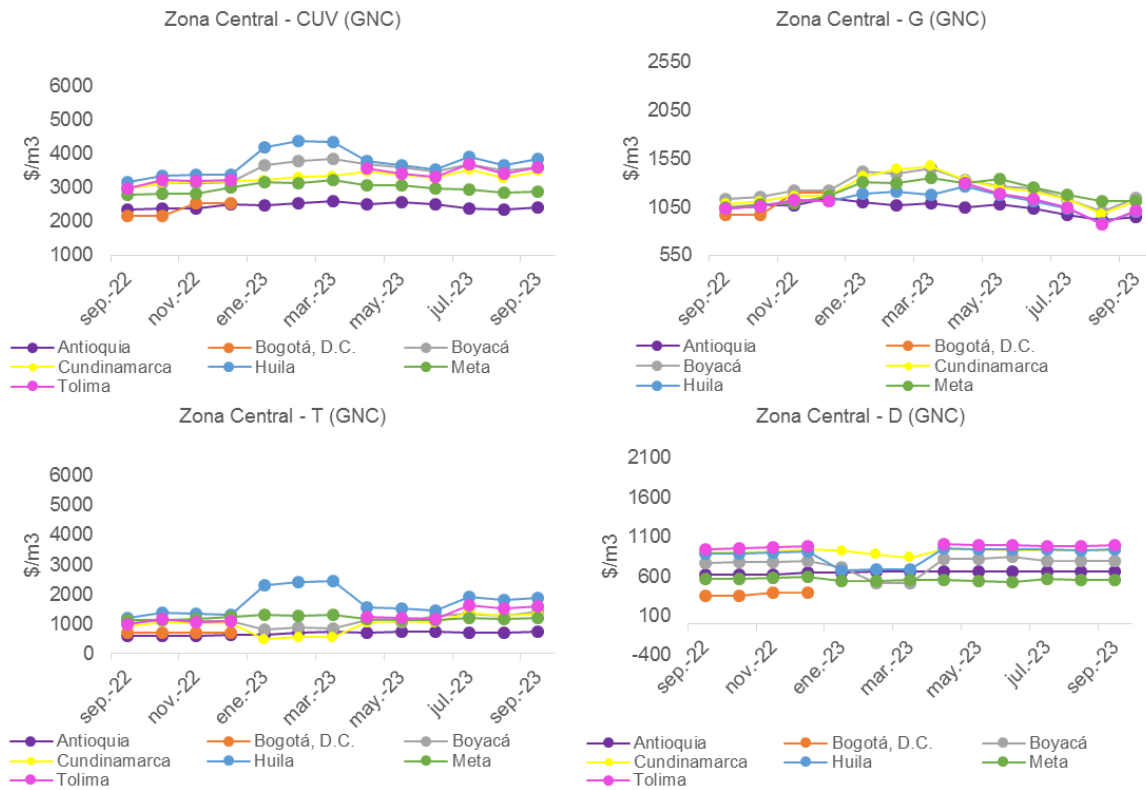 Zona Central - CUV (GNC)
$/m3
6000
5000
4000
3000
2000
1000
sep.-22
nov.-22
ene.-23
mar.-23
may.-23
jul.-23
sep.-23
Antioquia
Bogotá, D.C.
Boyacá
Cundinamarca
Huila
Meta
Tolima
Zona Central - G (GNC)
$/m3
2550
2050
1550
1050
550
sep.-22
nov.-22
ene.-23
mar.-23
may.-23
jul.-23
sep.-23
Antioquia
Bogotá, D.C.
Boyacá
Cundinamarca
Huila
Meta
Zona Central - T (GNC)
$/m3
6000
5000
4000
3000
2000
1000
0
sep.-22
nov.-22
ene.-23
mar.-23
may.-23
jul.-23
sep.-23
Antioquia
Bogotá, D.C.
Boyacá
Cundinamarca
Huila
Meta
Tolima
Zona Central - D (GNC)
$/m3
2100
1600
1100
600
100
-400
sep.-22
nov.-22
ene.-23
mar.-23
may.-23
jul.-23
sep.-23
Antioquia
Bogotá, D.C.
Boyacá
Cundinamarca
Huila
Meta
Tolima